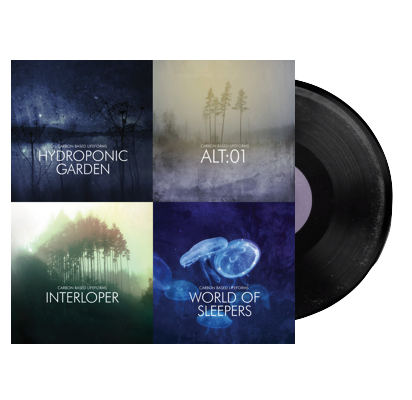 CARBON BASED LIFEFORMS
HYDROPONIC
GARDEN
CARBON BASED LIFEFORMS
ALT:01
CARBON BASED LIFEFORMS
INTERLOPER
CARBON BASED LIFEFORMS
WORLD OF
SLEEPERS